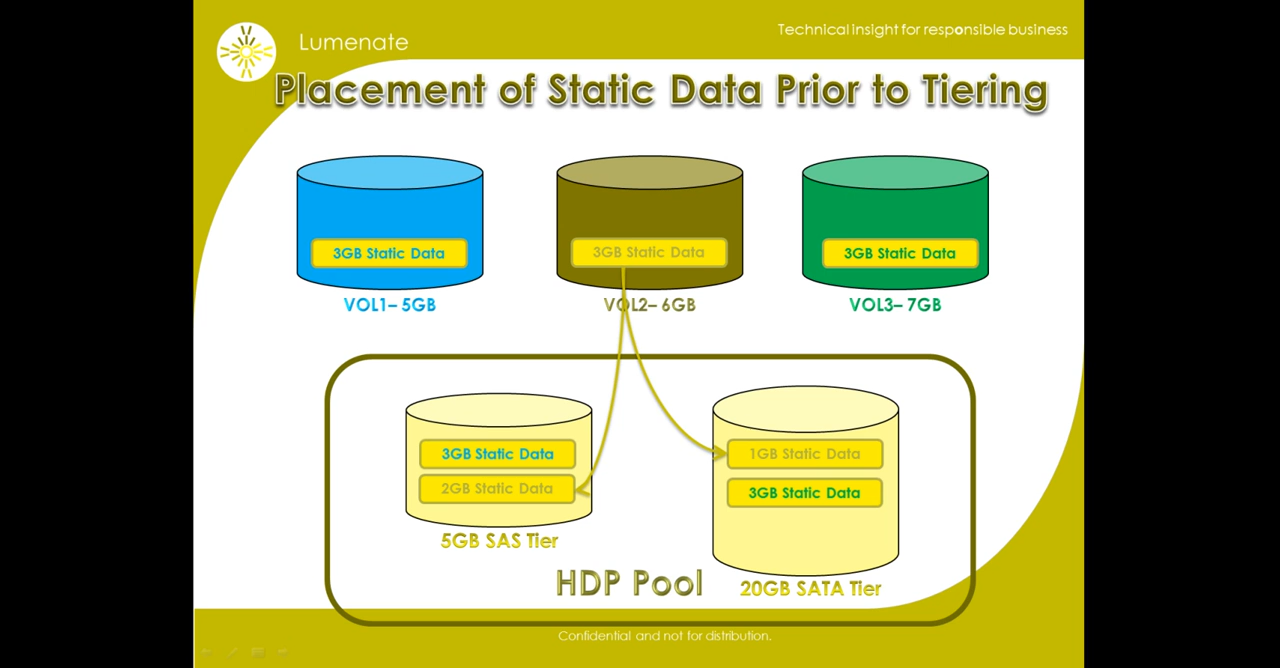 Technical insight for responsible business
Lumenate
Placement of Static Data Prior to Tiering
3GB Static Data
3GB Static Data
3GB Static Data
VOL1– 5GB
VOL2– 6GB
VOL3– 7GB
3GB Static Data
1GB Static Data
2GB Static Data
3GB Static Data
5GB SAS Tier
HDP Pool
20GB SATA Tier
Confidential and not for distribution.